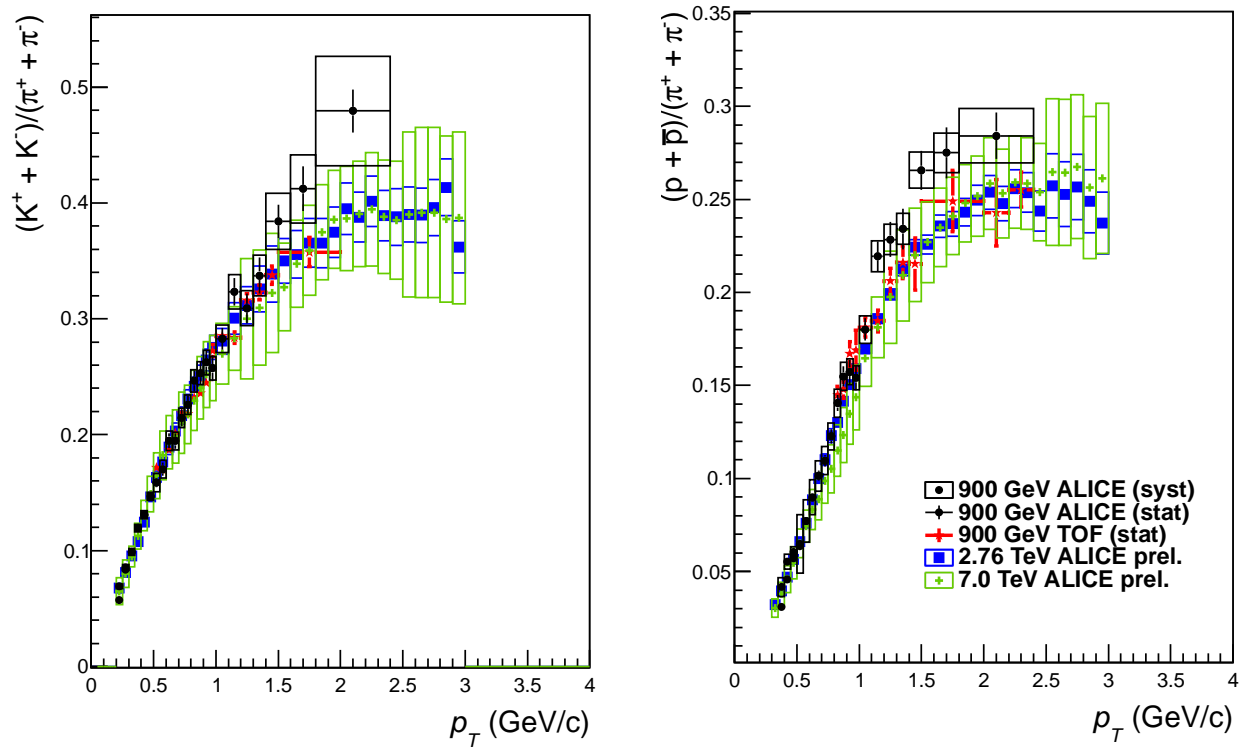 (K⁺ + K⁻)/(π⁺ + π⁻)
0.5
0.4
0.3
0.2
0.1
0
0 0.5 1 1.5 2 2.5 3 3.5 4
p_T (GeV/c)
(p + p̅)/(π⁺ + π⁻)
0.35
0.3
0.25
0.2
0.15
0.1
0.05
900 GeV ALICE (syst)
900 GeV ALICE (stat)
900 GeV TOF (stat)
2.76 TeV ALICE prel.
7.0 TeV ALICE prel.
0 0.5 1 1.5 2 2.5 3 3.5 4
p_T (GeV/c)